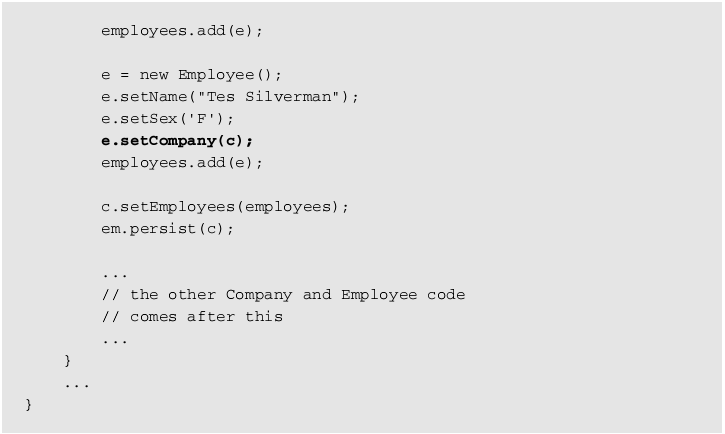 employees.add(e);
e = new Employee();
e.setName("Tes Silverman");
e.setSex('F');
e.setCompany(c);
employees.add(e);
c.setEmployees(employees);
em.persist(c);
...
// the other Company and Employee code
// comes after this
...
}
...
}